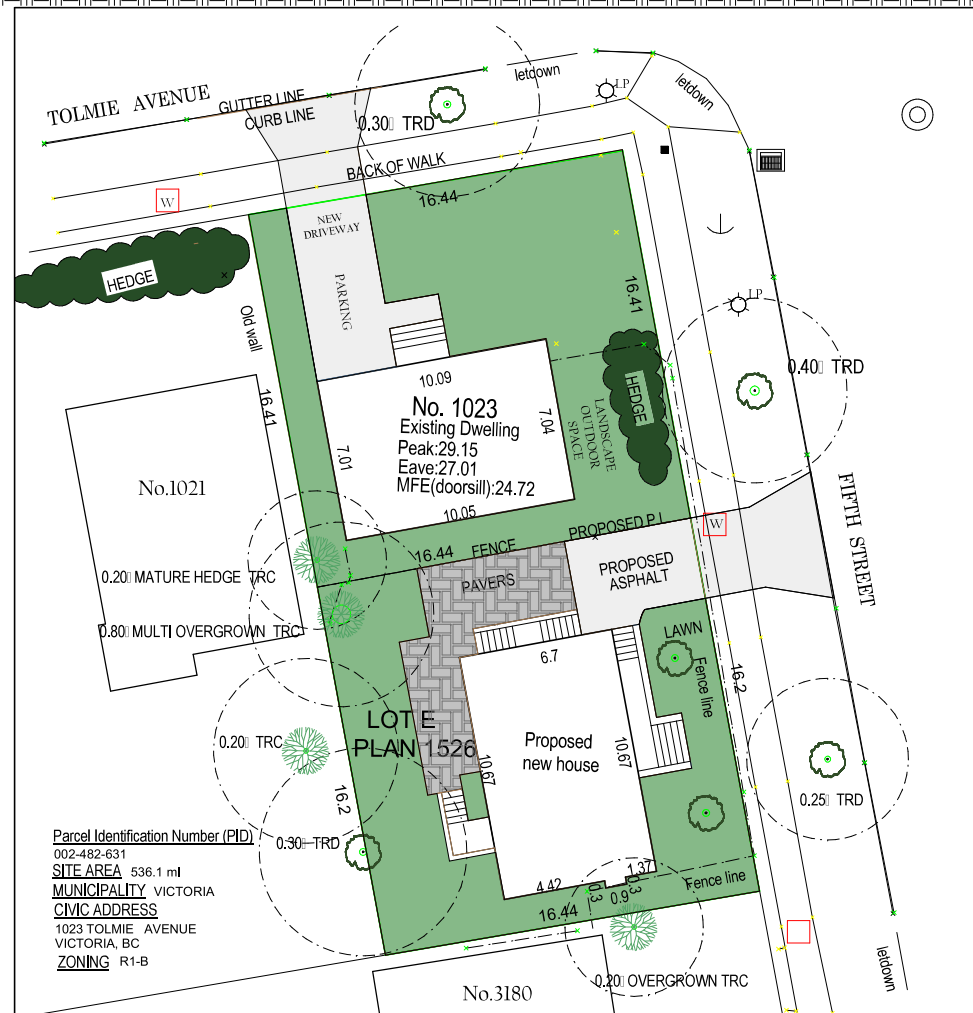 TOLMIE AVENUE
GUTTER LINE
CURB LINE
letdown
LP
letdown
0.30▯ TRD
BACK OF WALK
W
16.44
NEW
DRIVEWAY
HEDGE
PARKING
16.41
LP
Old wall
16.41
0.40▯ TRD
HEDGE
LANDSCAPE
OUTDOOR
SPACE
10.09
No. 1023
Existing Dwelling
Peak:29.15
Eave:27.01
MFE(doorsill):24.72
7.04
7.01
10.05
No.1021
PROPOSED P.L
W
16.44
FENCE
FIFTH STREET
PROPOSED
ASPHALT
PAVERS
0.20▯ MATURE HEDGE TRC
0.80▯ MULTI OVERGROWN TRC
LAWN
6.7
Fence line
16.2
LOT E
PLAN 1526
0.20▯ TRC
Proposed
new house
10.67
10.67
16.2
0.25▯ TRD
0.30▯ TRD
Parcel Identification Number (PID)
002-482-631
SITE AREA 536.1 ml
MUNICIPALITY VICTORIA
CIVIC ADDRESS
1023 TOLMIE AVENUE
VICTORIA, BC
ZONING R1-B
1.37
4.42
0.3
0.3
0.9
Fence line
16.44
0.20▯ OVERGROWN TRC
No.3180
letdown